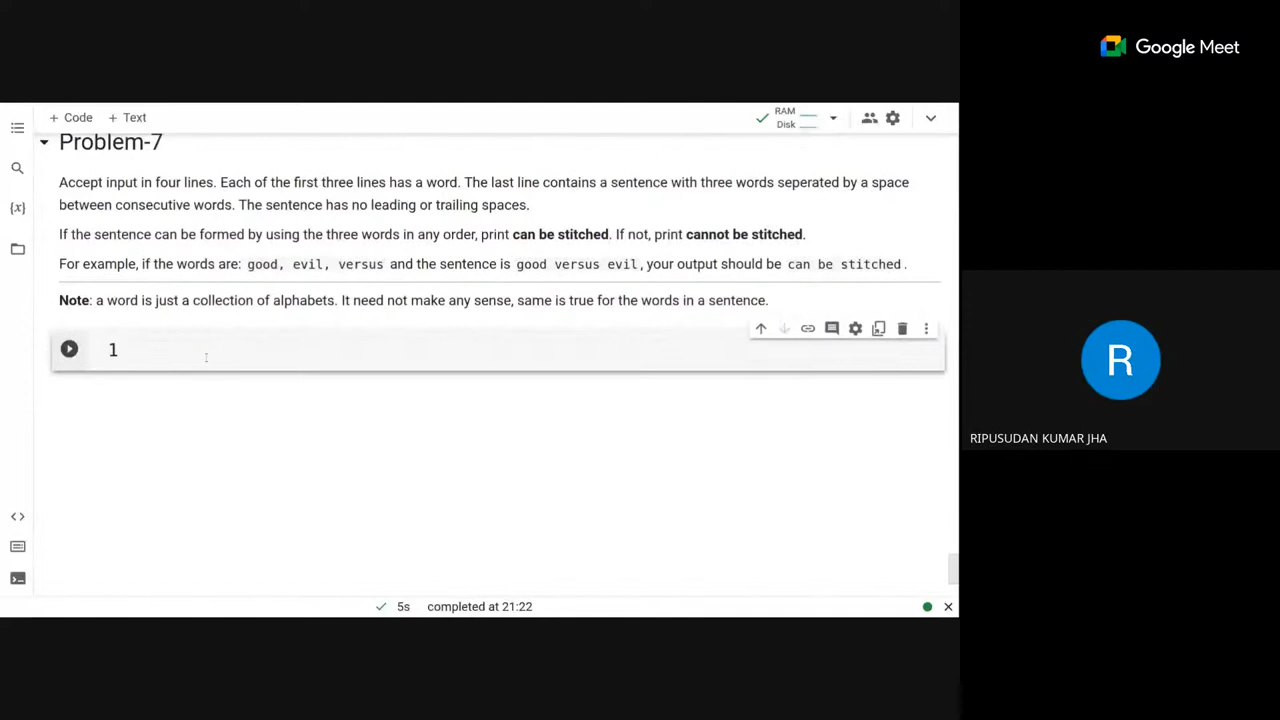 Google Meet
+ Code + Text
RAM
Disk
Problem-7
Accept input in four lines. Each of the first three lines has a word. The last line contains a sentence with three words seperated by a space
between consecutive words. The sentence has no leading or trailing spaces.
If the sentence can be formed by using the three words in any order, print can be stitched. If not, print cannot be stitched.
For example, if the words are: good, evil, versus and the sentence is good versus evil, your output should be can be stitched.
Note: a word is just a collection of alphabets. It need not make any sense, same is true for the words in a sentence.
1
R
RIPUSUDAN KUMAR JHA
5s completed at 21:22